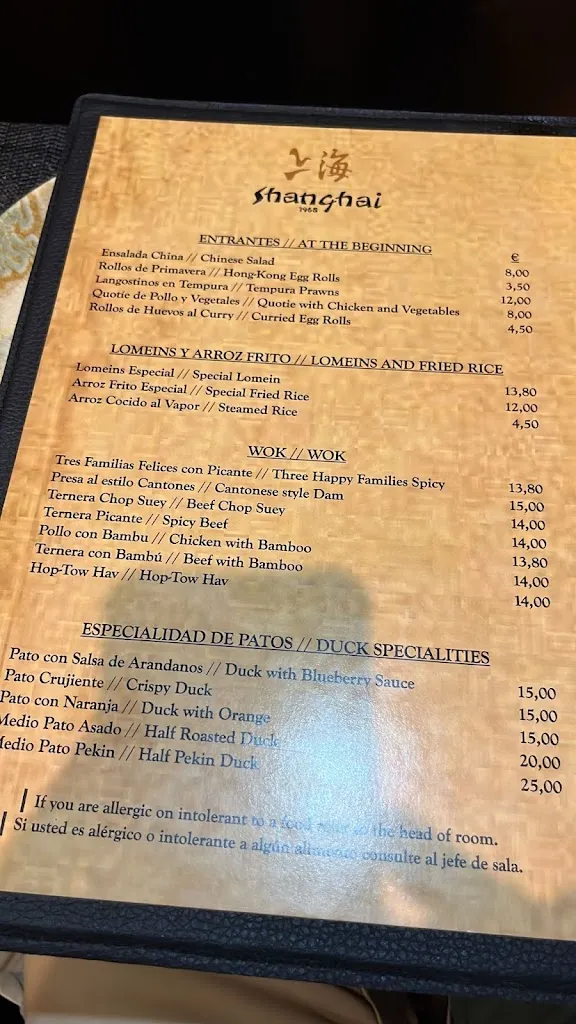 上海
Shanghai
1968
ENTRANTES // AT THE BEGINNING €
Ensalada China // Chinese Salad 8,00
Rollos de Primavera // Hong-Kong Egg Rolls 3,50
Langostinos en Tempura // Tempura Prawns 12,00
Quotie de Pollo y Vegetales // Quotie with Chicken and Vegetables 8,00
Rollos de Huevos al Curry // Curried Egg Rolls 4,50
LOMEINS Y ARROZ FRITO // LOMEINS AND FRIED RICE
Lomeins Especial // Special Lomein 13,80
Arroz Frito Especial // Special Fried Rice 12,00
Arroz Cocido al Vapor // Steamed Rice 4,50
WOK // WOK
Tres Familias Felices con Picante // Three Happy Families Spicy 13,80
Presa al estilo Cantones // Cantonese style Dam 15,00
Ternera Chop Suey // Beef Chop Suey 14,00
Ternera Picante // Spicy Beef 14,00
Pollo con Bambu // Chicken with Bamboo 13,80
Ternera con Bambú // Beef with Bamboo 14,00
Hop-Tow Hav // Hop-Tow Hav 14,00
ESPECIALIDAD DE PATOS // DUCK SPECIALITIES
Pato con Salsa de Arandanos // Duck with Blueberry Sauce 15,00
Pato Crujiente // Crispy Duck 15,00
Pato con Naranja // Duck with Orange 15,00
Medio Pato Asado // Half Roasted Duck 20,00
Medio Pato Pekin // Half Pekin Duck 25,00
If you are allergic on intolerant to a food to the head of room.
Si usted es alérgico o intolerante a algún alimento consulte al jefe de sala.